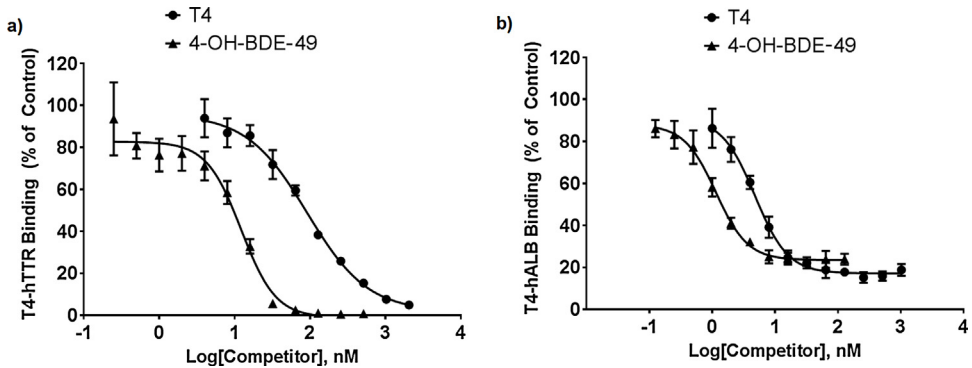 a)
T4
4-OH-BDE-49
T4-hTTR Binding (% of Control)
120
100
80
60
40
20
0
-1 0 1 2 3 4
Log[Competitor], nM
b)
T4
4-OH-BDE-49
T4-hALB Binding (% of Control)
120
100
80
60
40
20
0
-1 0 1 2 3 4
Log[Competitor], nM